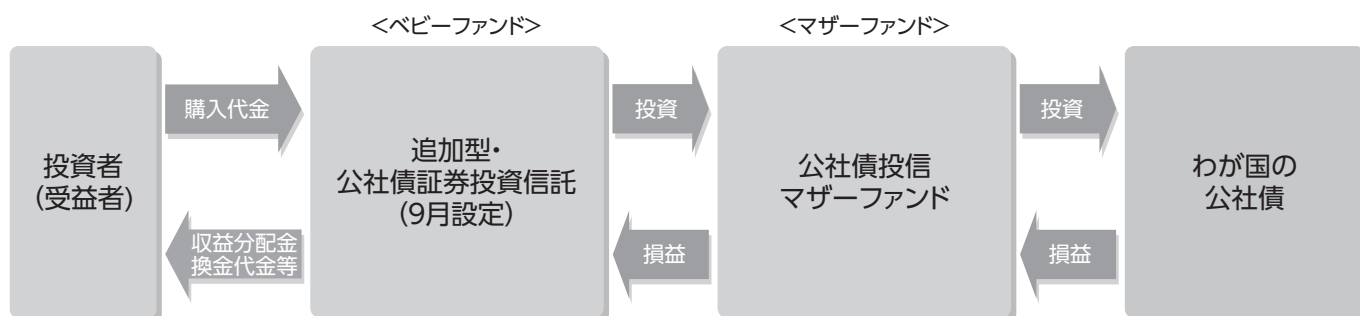 <ベビーファンド>
<マザーファンド>
投資者
(受益者)
購入代金
収益分配金
換金代金等
追加型・
公社債証券投資信託
(9月設定)
投資
損益
公社債投信
マザーファンド
投資
損益
わが国の
公社債